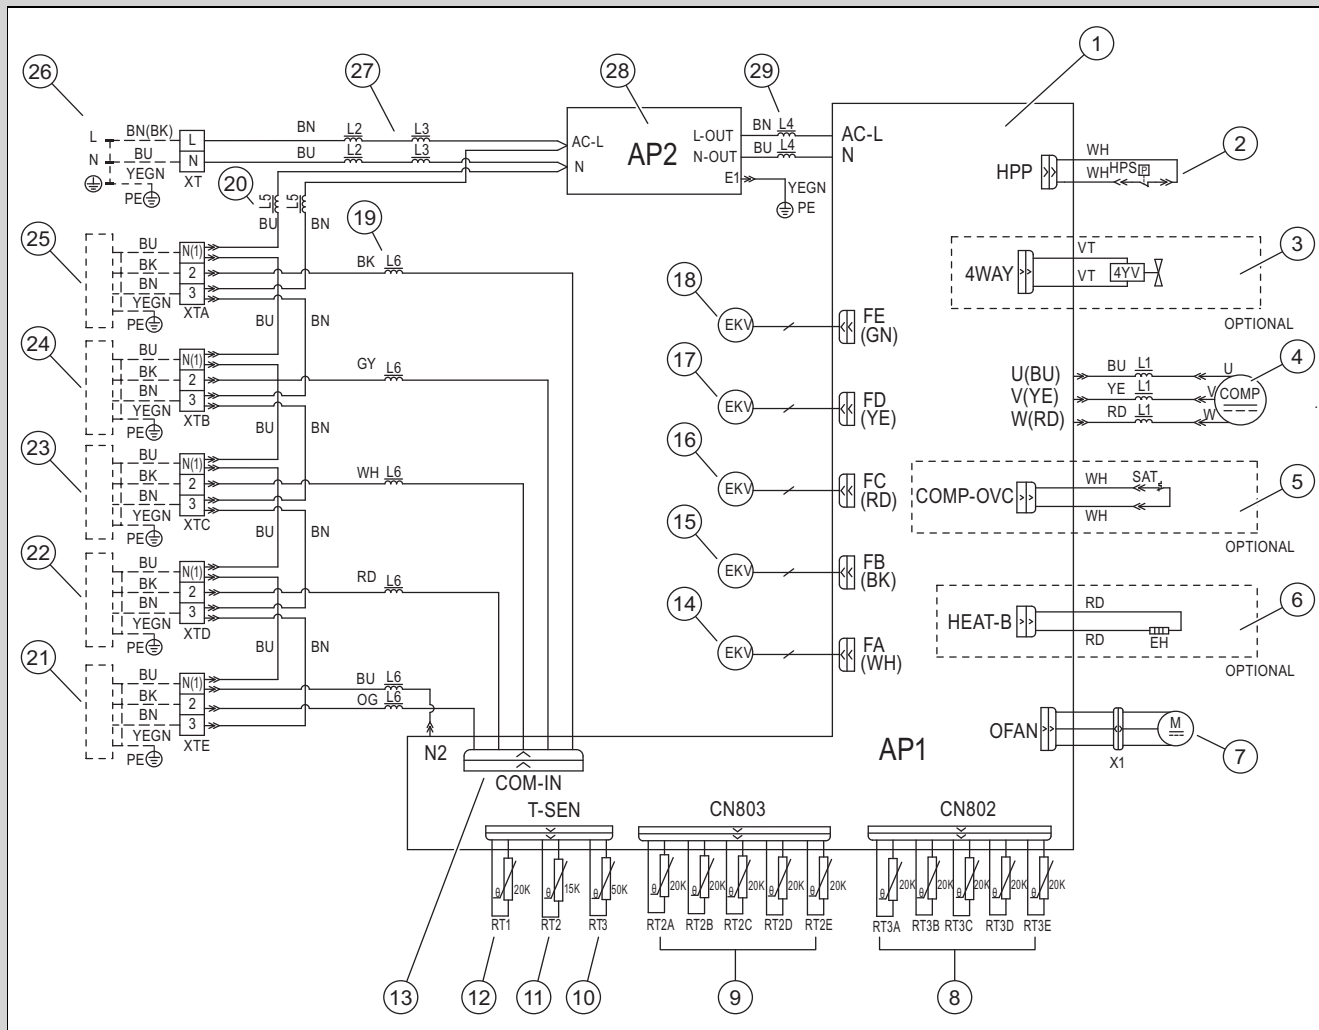 26
27
28
29
1
L
BN(BK)
L
BN
L2
L3
AC-L
L-OUT
BN
L4
AC-L
N
BU
N
BU
L2
L3
N
AP2
N-OUT
BU
L4
N
YEGN
XT
E1
YEGN
PE
PE
20
L5
L5
BU
BN
19
HPP
WH
WH
HPS
P
2
25
BU
N(1)
BK
2
BN
3
YEGN
XTA
PE
BK
L6
4WAY
VT
VT
4YV
3
OPTIONAL
18
EKV
FE
(GN)
BU
BN
24
BU
N(1)
BK
2
BN
3
YEGN
XTB
PE
GY
L6
17
EKV
FD
(YE)
U(BU)
V(YE)
W(RD)
BU
L1
U
YE
L1
V
RD
L1
W
COMP
4
BU
BN
23
BU
N(1)
BK
2
BN
3
YEGN
XTC
PE
WH
L6
16
EKV
FC
(RD)
COMP-OVC
WH
SAT
WH
5
OPTIONAL
BU
BN
22
BU
N(1)
BK
2
BN
3
YEGN
XTD
PE
RD
L6
15
EKV
FB
(BK)
HEAT-B
RD
RD
EH
6
OPTIONAL
BU
BN
21
BU
N(1)
BK
2
BN
3
YEGN
XTE
PE
BU
L6
OG
L6
14
EKV
FA
(WH)
OFAN
X1
M
7
N2
COM-IN
AP1
T-SEN
CN803
CN802
θ
20K
θ
15K
θ
50K
θ
20K
θ
20K
θ
20K
θ
20K
θ
20K
θ
20K
θ
20K
θ
20K
θ
20K
θ
20K
RT1
RT2
RT3
RT2A
RT2B
RT2C
RT2D
RT2E
RT3A
RT3B
RT3C
RT3D
RT3E
13
12
11
10
9
8